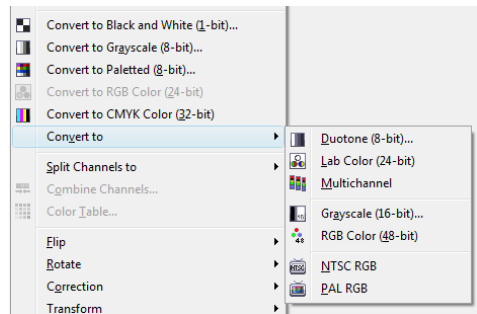 Convert to Black and White (1-bit)...
Convert to Grayscale (8-bit)...
Convert to Paletted (8-bit)...
Convert to RGB Color (24-bit)
Convert to CMYK Color (32-bit)
Convert to
Split Channels to
Combine Channels...
Color Table...
Flip
Rotate
Correction
Transform
Duotone (8-bit)...
Lab Color (24-bit)
Multichannel
Grayscale (16-bit)...
48 RGB Color (48-bit)
NTSC NTSC RGB
PAL RGB